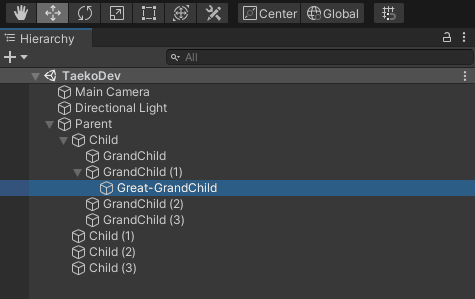 Center Global
Hierarchy
All
TaekoDev
Main Camera
Directional Light
Parent
Child
GrandChild
GrandChild (1)
Great-GrandChild
GrandChild (2)
GrandChild (3)
Child (1)
Child (2)
Child (3)